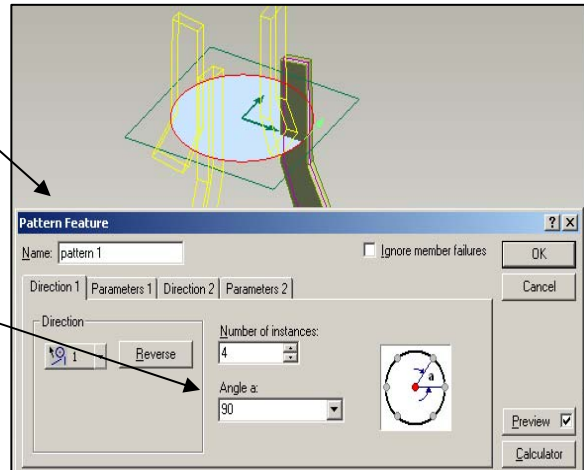 Pattern Feature
Name: pattern 1
Ignore member failures
OK
Direction 1 Parameters 1 Direction 2 Parameters 2
Cancel
Direction
1
Reverse
Number of instances:
4
Angle a:
90
a
Preview
Calculator